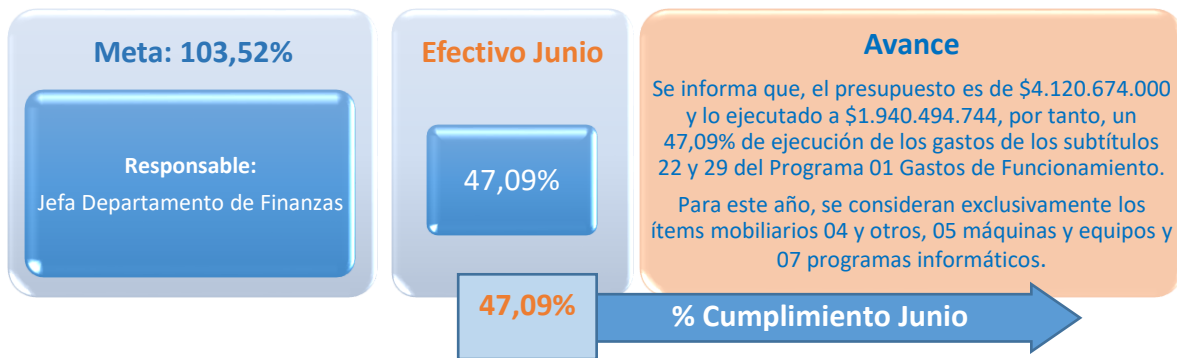 Meta: 103,52%
Responsable:
Jefa Departamento de Finanzas
Efectivo Junio
47,09%
Avance
Se informa que, el presupuesto es de $4.120.674.000
y lo ejecutado a $1.940.494.744, por tanto, un
47,09% de ejecución de los gastos de los subtítulos
22 y 29 del Programa 01 Gastos de Funcionamiento.
Para este año, se consideran exclusivamente los
ítems mobiliarios 04 y otros, 05 máquinas y equipos y
07 programas informáticos.
47,09%
% Cumplimiento Junio